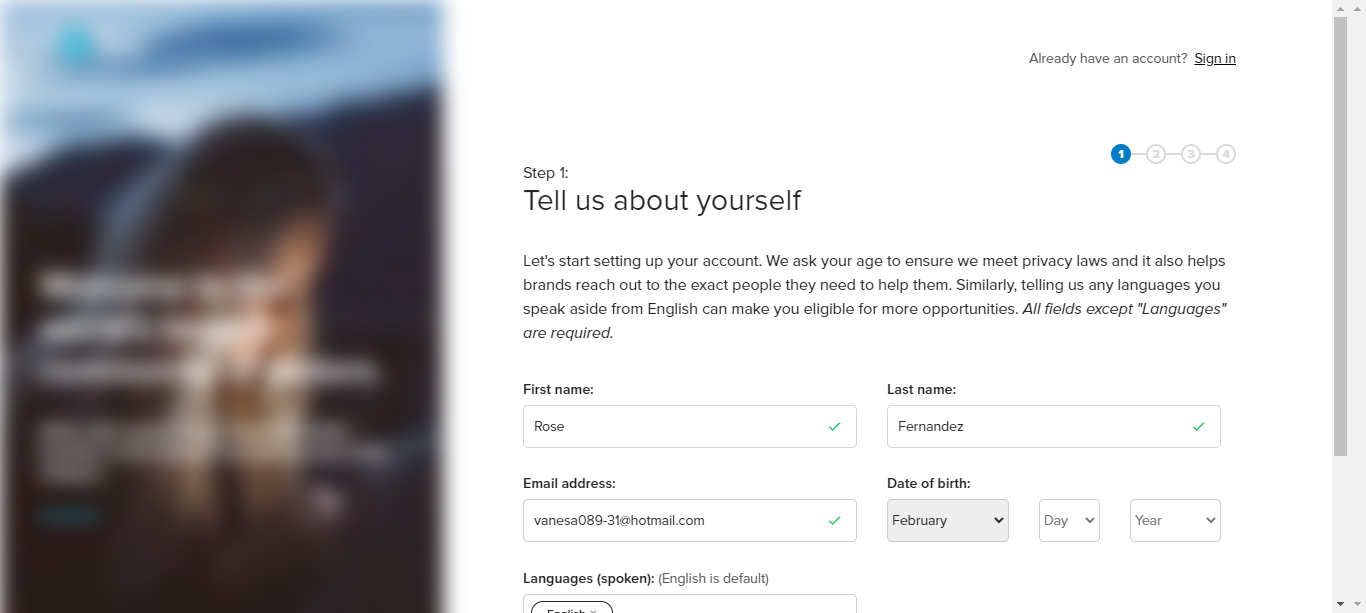 Already have an account? Sign in
1 2 3 4
Step 1:
Tell us about yourself
Let's start setting up your account. We ask your age to ensure we meet privacy laws and it also helps
brands reach out to the exact people they need to help them. Similarly, telling us any languages you
speak aside from English can make you eligible for more opportunities. All fields except "Languages"
are required.
First name:
Last name:
Rose
Fernandez
Email address:
Date of birth:
vanesa089-31@hotmail.com
February
Day
Year
Languages (spoken): (English is default)
English ×